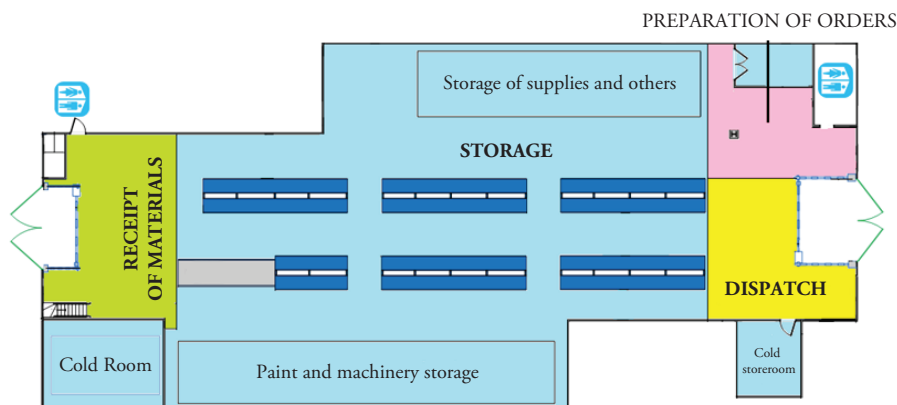 PREPARATION OF ORDERS
Storage of supplies and others
STORAGE
RECEIPT
OF MATERIALS
DISPATCH
Cold Room
Paint and machinery storage
Cold
storeroom